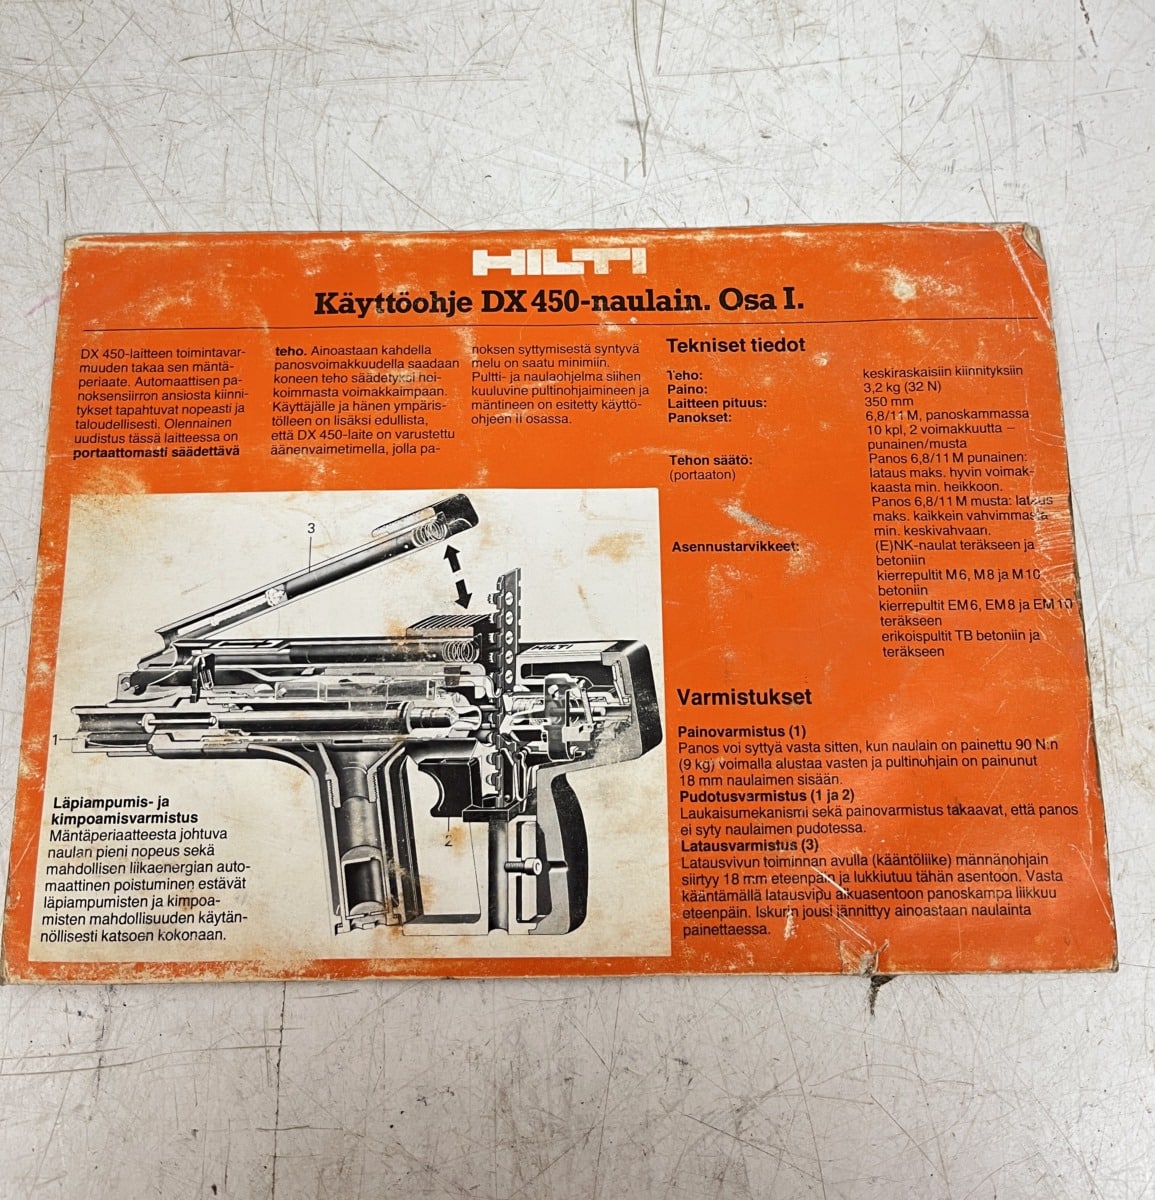 HILTI
Käyttöohje DX 450-naulain. Osa I.
DX 450-laitteen toimintavar-
muuden takaa sen mäntä-
periaate. Automaattisen pa-
noksensiirron ansiosta kiinni-
tykset tapahtuvat nopeasti ja
taloudellisesti. Olennainen
uudistus tässä laitteessa on
portaattomasti säädettävä
teho. Ainoastaan kahdella
panosvoimakkuudella saadaan
koneen teho säädetyksi hei-
koimmasta voimakkaimpaan.
Käyttäjälle ja hänen ympäris-
tölleen on lisäksi edullista,
että DX 450-laite on varustettu
äänenvaimetimella, jolla pa-
noksen syttymisestä syntyvä
melu on saatu minimiin.
Pultti- ja naulaohjelma siihen
kuuluvine pultinohjaimineen ja
mäntineen on esitetty käyttö-
ohjeen II osassa.
Tekniset tiedot
Teho: keskiraskaisiin kiinnityksiin
Paino: 3,2 kg (32 N)
Laitteen pituus: 350 mm
Panokset: 6,8/11 M, panoskammassa
10 kpl, 2 voimakkuutta –
punainen/musta
Tehon säätö: Panos 6,8/11 M punainen:
(portaaton) lataus maks. hyvin voimak-
kaasta min. heikkoon.
Panos 6,8/11 M musta: lataus
maks. kaikkein vahvimmasta
min. keskivahvaan.
Asennustarvikkeet: (E)NK-naulat teräkseen ja
betoniin
kierrepultit M 6, M 8 ja M 10
betoniin
kierrepultit EM 6, EM 8 ja EM 10
teräkseen
erikoispultit TB betoniin ja
teräkseen
3
HILTI
1
2
Läpiampumis- ja
kimpoamisvarmistus
Mäntäperiaatteesta johtuva
naulan pieni nopeus sekä
mahdollisen liikaenergian auto-
maattinen poistuminen estävät
läpiampumisten ja kimpoa-
misten mahdollisuuden käytän-
nöllisesti katsoen kokonaan.
Varmistukset
Painovarmistus (1)
Panos voi syttyä vasta sitten, kun naulain on painettu 90 N:n
(9 kg) voimalla alustaa vasten ja pultinohjain on painunut
18 mm naulaimen sisään.
Pudotusvarmistus (1 ja 2)
Laukaisumekanismi sekä painovarmistus takaavat, että panos
ei syty naulaimen pudotessa.
Latausvarmistus (3)
Latausvivun toiminnan avulla (kääntöliike) männänohjain
siirtyy 18 mm eteenpäin ja lukkiutuu tähän asentoon. Vasta
kääntämällä latausvipu alkuasentoon panoskampa liikkuu
eteenpäin. Iskurin jousi jännittyy ainoastaan naulainta
painettaessa.